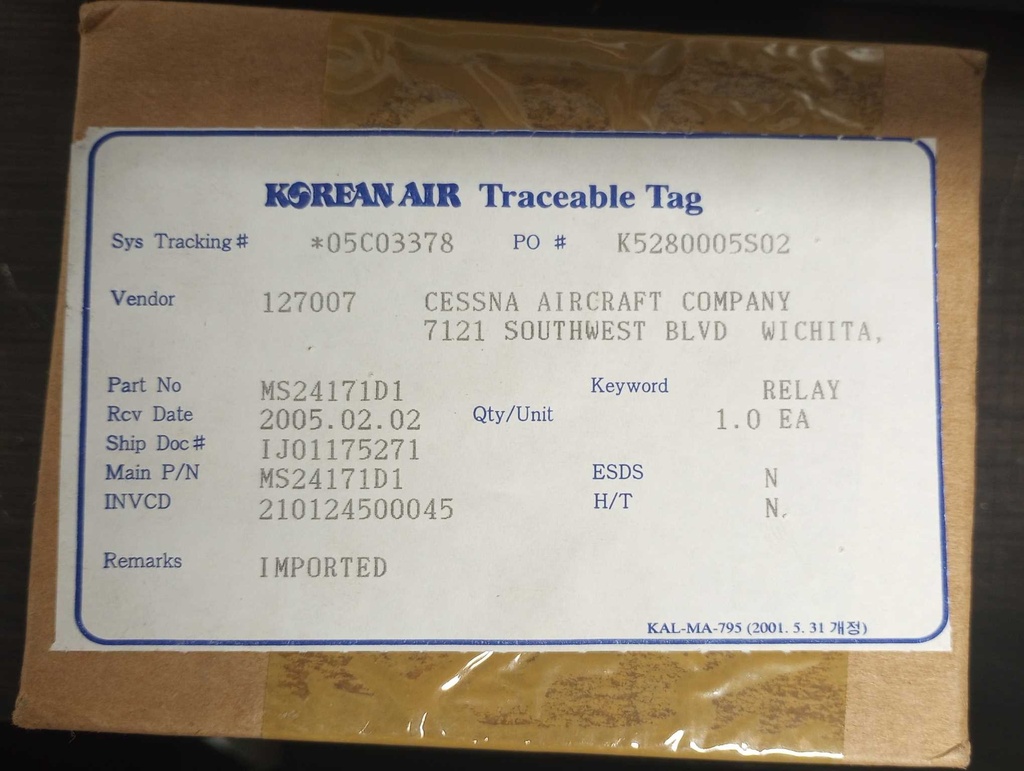 KOREAN AIR Traceable Tag
Sys Tracking# *05C03378 PO # K5280005S02
Vendor 127007 CESSNA AIRCRAFT COMPANY
7121 SOUTHWEST BLVD WICHITA,
Part No MS24171D1 Keyword RELAY
Rcv Date 2005.02.02 Qty/Unit 1.0 EA
Ship Doc# IJ01175271
Main P/N MS24171D1 ESDS N
INVCD 210124500045 H/T N.
Remarks IMPORTED
KAL-MA-795 (2001. 5. 31 개정)